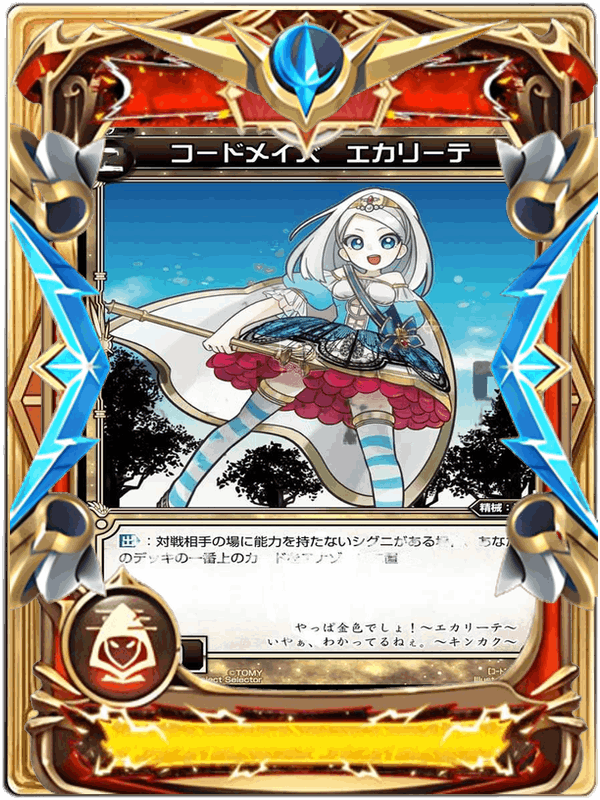 コードメイズ エカリーテ
精械：
出：対戦相手の場に能力を持たないシグニがある場
のデッキの一番上のカード
やっぱ金色でしょ！～エカリーテ～
いやぁ、わかってるねぇ。～キンカク～
©TOMY
lect Selector